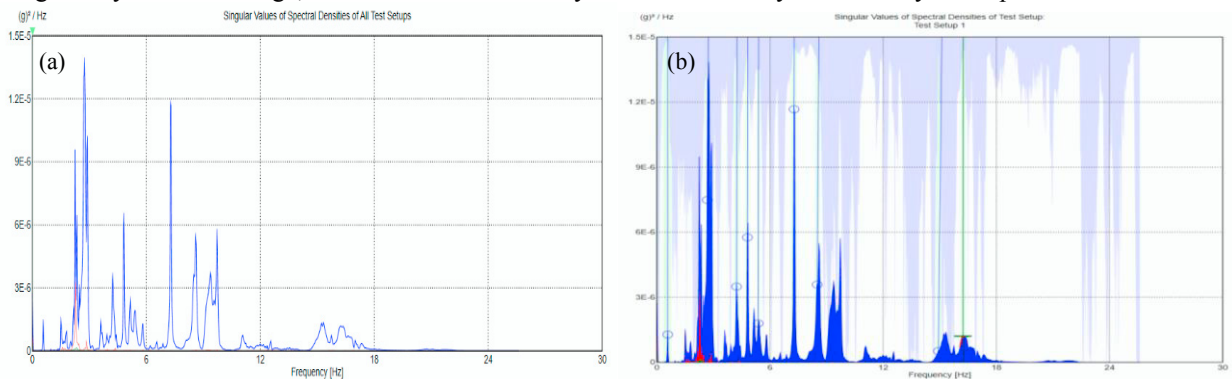 (g)² / Hz
Singular Values of Spectral Densities of All Test Setups
1.5E-5
(a)
1.2E-5
9E-6
6E-6
3E-6
0
0
6
12
18
24
30
Frequency [Hz]
(g)² / Hz
Singular Values of Spectral Densities of Test Setup:
Test Setup 1
1.5E-5
(b)
1.2E-5
9E-6
6E-6
3E-6
0
0
6
12
18
24
30
Frequency [Hz]